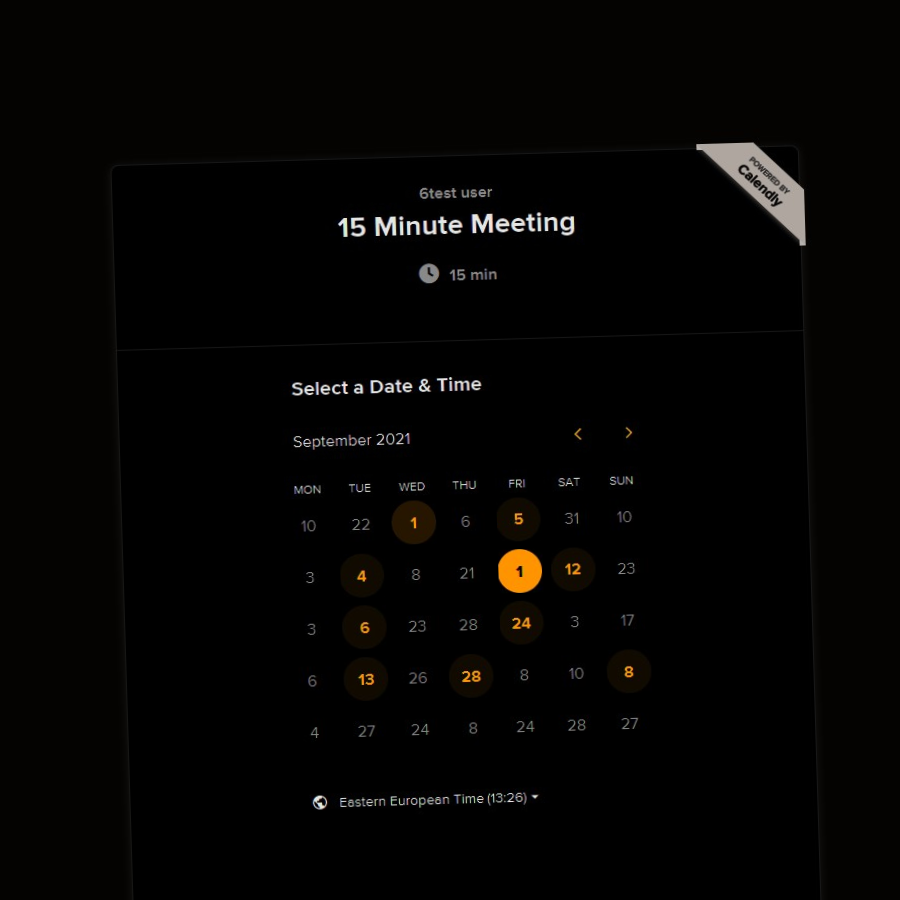 POWERED BY
Calendly
6test user
15 Minute Meeting
15 min
Select a Date & Time
September 2021
MON TUE WED THU FRI SAT SUN
10 22 1 6 5 31 10
3 4 8 21 1 12 23
3 6 23 28 24 3 17
6 13 26 28 8 10 8
4 27 24 8 24 28 27
Eastern European Time (13:26)